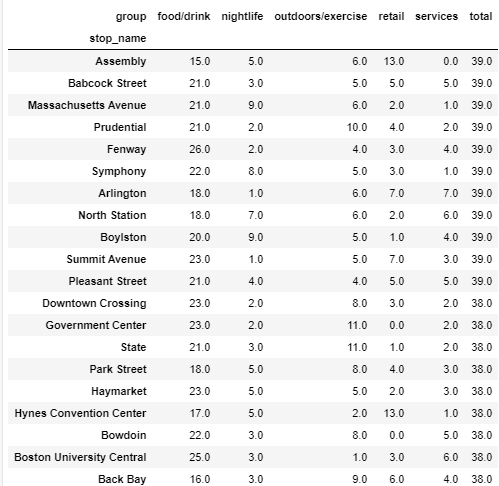 group food/drink nightlife outdoors/exercise retail services total
stop_name
Assembly 15.0 5.0 6.0 13.0 0.0 39.0
Babcock Street 21.0 3.0 5.0 5.0 5.0 39.0
Massachusetts Avenue 21.0 9.0 6.0 2.0 1.0 39.0
Prudential 21.0 2.0 10.0 4.0 2.0 39.0
Fenway 26.0 2.0 4.0 3.0 4.0 39.0
Symphony 22.0 8.0 5.0 3.0 1.0 39.0
Arlington 18.0 1.0 6.0 7.0 7.0 39.0
North Station 18.0 7.0 6.0 2.0 6.0 39.0
Boylston 20.0 9.0 5.0 1.0 4.0 39.0
Summit Avenue 23.0 1.0 5.0 7.0 3.0 39.0
Pleasant Street 21.0 4.0 4.0 5.0 5.0 39.0
Downtown Crossing 23.0 2.0 8.0 3.0 2.0 38.0
Government Center 23.0 2.0 11.0 0.0 2.0 38.0
State 21.0 3.0 11.0 1.0 2.0 38.0
Park Street 18.0 5.0 8.0 4.0 3.0 38.0
Haymarket 23.0 5.0 5.0 2.0 3.0 38.0
Hynes Convention Center 17.0 5.0 2.0 13.0 1.0 38.0
Bowdoin 22.0 3.0 8.0 0.0 5.0 38.0
Boston University Central 25.0 3.0 1.0 3.0 6.0 38.0
Back Bay 16.0 3.0 9.0 6.0 4.0 38.0